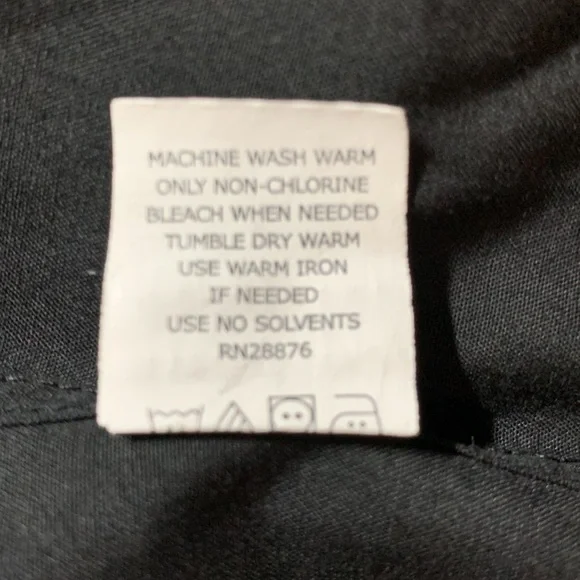 MACHINE WASH WARM
ONLY NON-CHLORINE
BLEACH WHEN NEEDED
TUMBLE DRY WARM
USE WARM IRON
IF NEEDED
USE NO SOLVENTS
RN28876